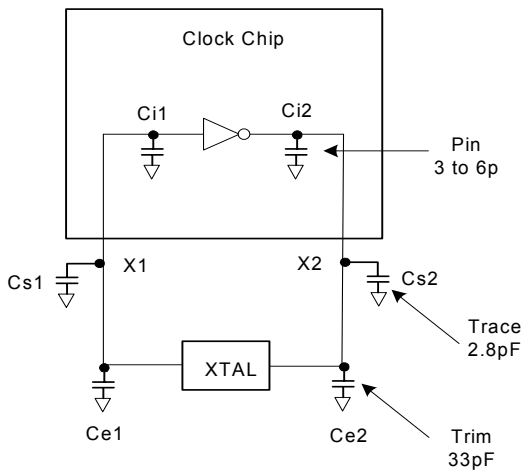 Clock Chip
Ci1
Ci2
Pin
3 to 6p
Cs1
X1
X2
Cs2
Trace
2.8pF
XTAL
Ce1
Ce2
Trim
33pF